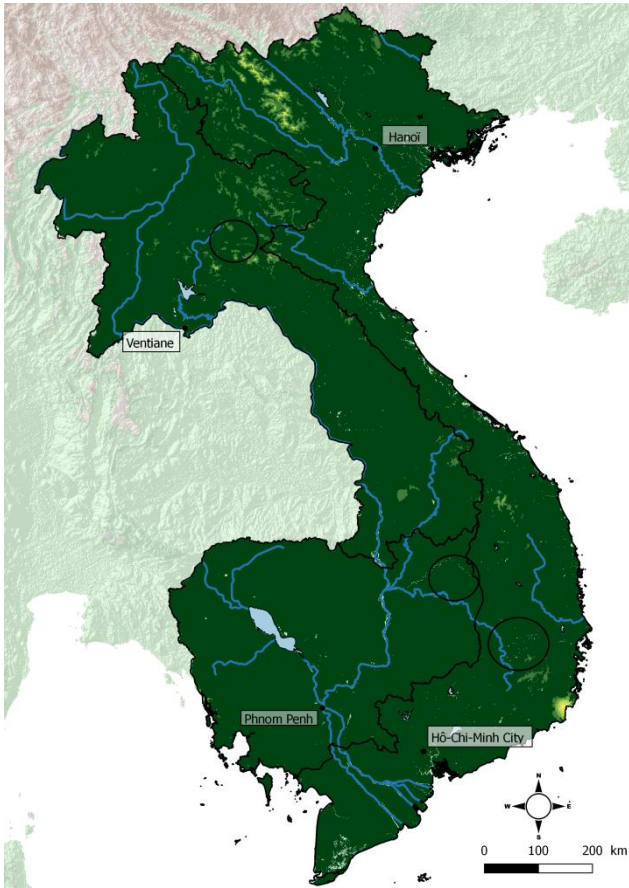 Hanoï
Ventiane
Phnom Penh
Hô-Chi-Minh City
N
W E
S
0 100 200 km